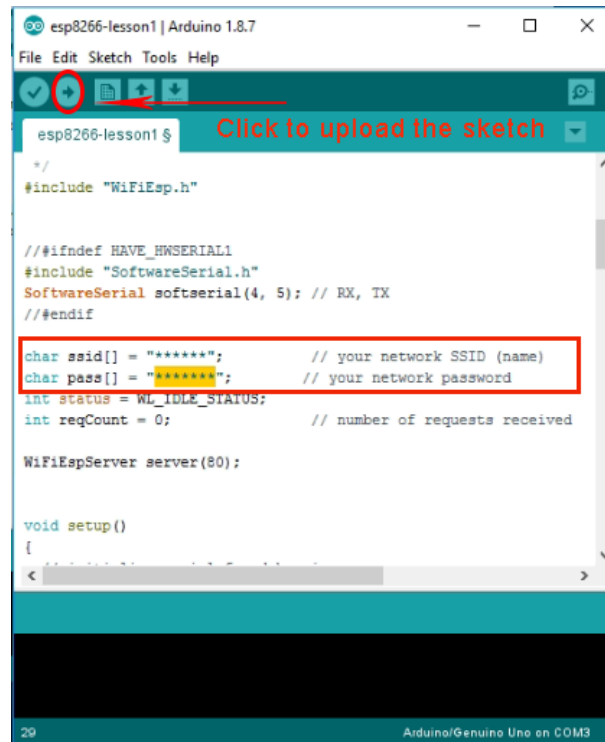 esp8266-lesson1 | Arduino 1.8.7
File Edit Sketch Tools Help
Click to upload the sketch
esp8266-lesson1 §
*/
#include "WiFiEsp.h"
//#ifndef HAVE_HWSERIAL1
#include "SoftwareSerial.h"
SoftwareSerial softserial(4, 5); // RX, TX
//#endif
char ssid[] = "******"; // your network SSID (name)
char pass[] = "*******"; // your network password
int status = WL_IDLE_STATUS;
int reqCount = 0; // number of requests received
WiFiEspServer server(80);
void setup()
{
29 Arduino/Genuino Uno on COM3